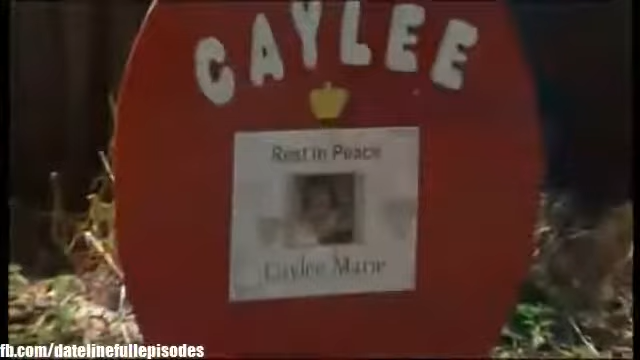 CAYLEE
Rest In Peace
Caylee Marie
fb.com/datelinefullepisodes